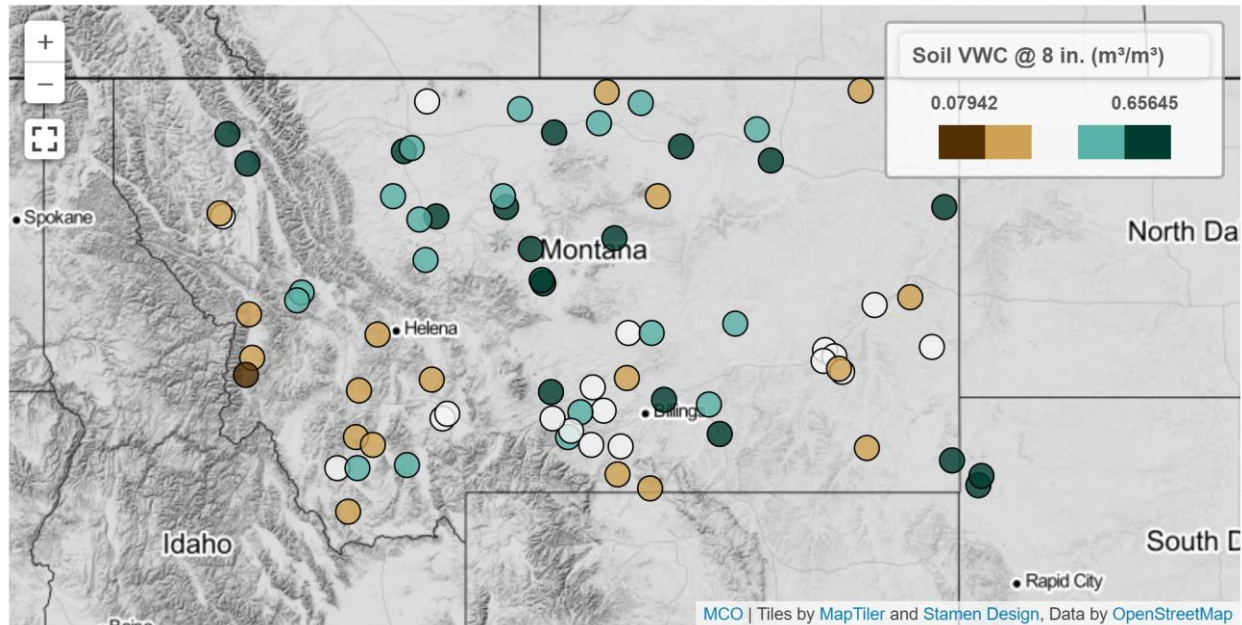 +
−
Soil VWC @ 8 in. (m³/m³)
0.07942 0.65645
Spokane
North Da
Montana
Helena
Billings
Idaho
South D
Rapid City
MCO | Tiles by MapTiler and Stamen Design, Data by OpenStreetMap